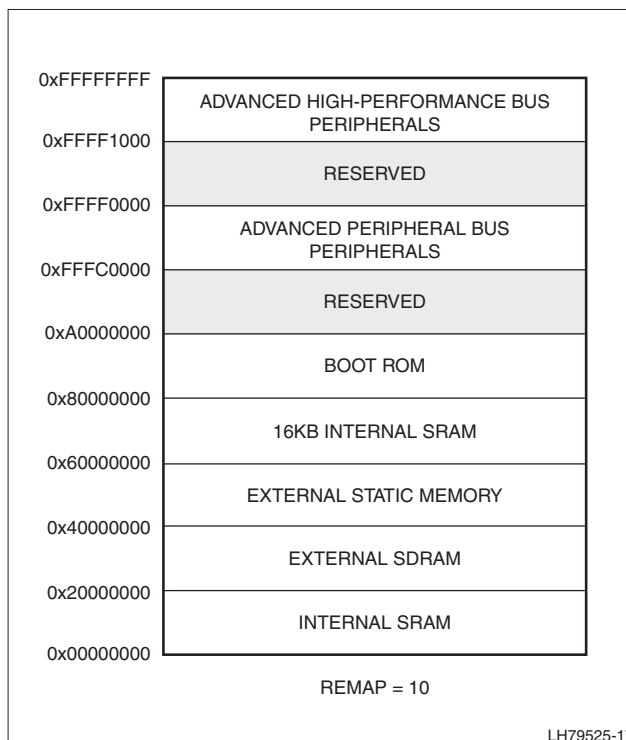 0xFFFFFFFF
ADVANCED HIGH-PERFORMANCE BUS
PERIPHERALS
0xFFFF1000
RESERVED
0xFFFF0000
ADVANCED PERIPHERAL BUS
PERIPHERALS
0xFFFC0000
RESERVED
0xA0000000
BOOT ROM
0x80000000
16KB INTERNAL SRAM
0x60000000
EXTERNAL STATIC MEMORY
0x40000000
EXTERNAL SDRAM
0x20000000
INTERNAL SRAM
0x00000000
REMAP = 10